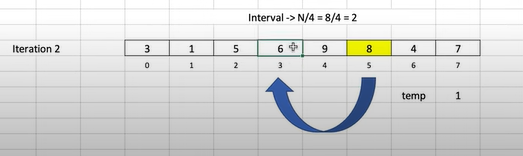 Interval -> N/4 = 8/4 = 2
Iteration 2 3 1 5 6 9 8 4 7
0 1 2 3 4 5 6 7
temp 1